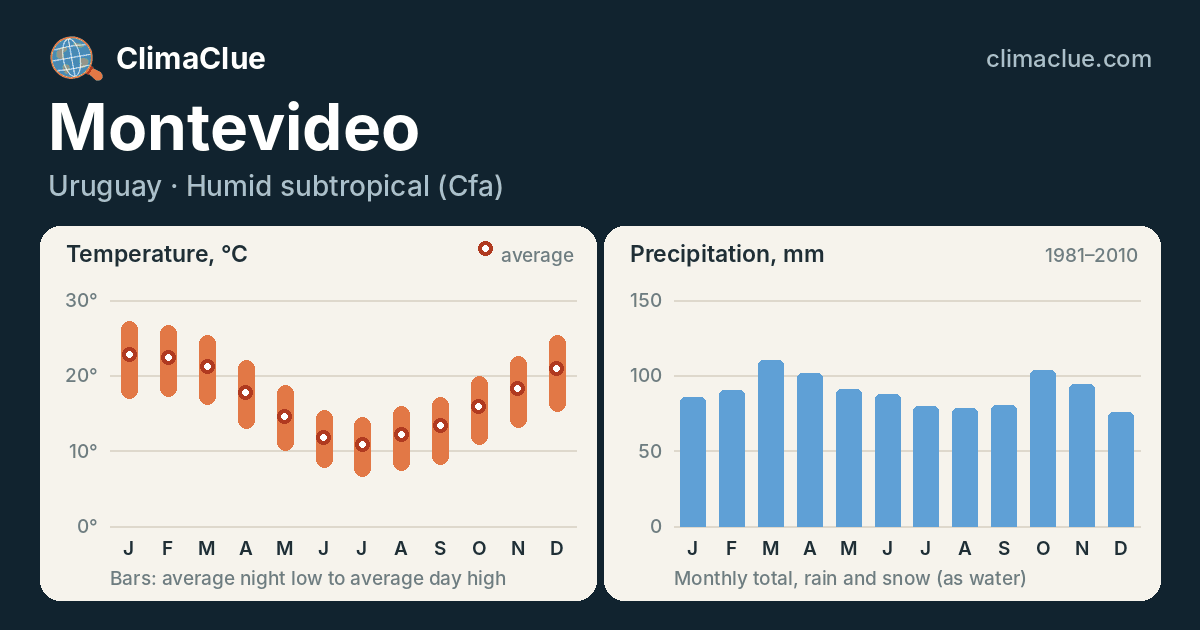 ClimaClue
climaclue.com
Montevideo
Uruguay · Humid subtropical (Cfa)
Temperature, °C
average
30°
20°
10°
0°
J F M A M J J A S O N D
Bars: average night low to average day high
Precipitation, mm
1981–2010
150
100
50
0
J F M A M J J A S O N D
Monthly total, rain and snow (as water)